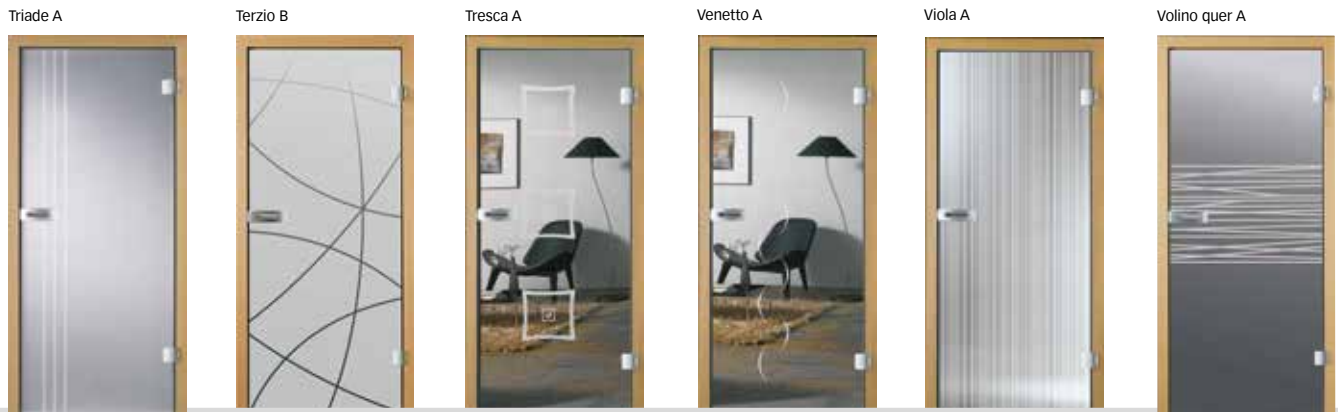 Triade A
Terzio B
Tresca A
Venetto A
Viola A
Volino quer A